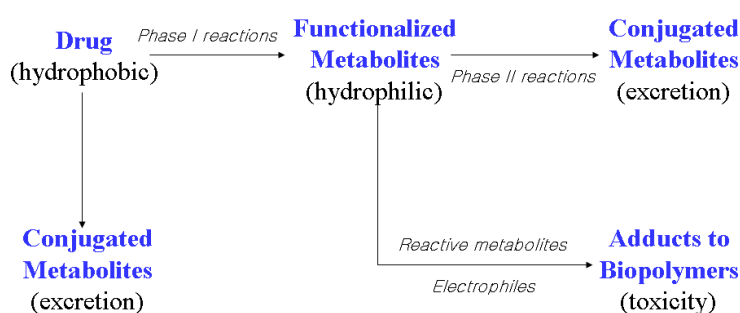 Drug
(hydrophobic)
Phase I reactions
Functionalized
Metabolites
(hydrophilic)
Phase II reactions
Conjugated
Metabolites
(excretion)
Conjugated
Metabolites
(excretion)
Reactive metabolites
Electrophiles
Adducts to
Biopolymers
(toxicity)